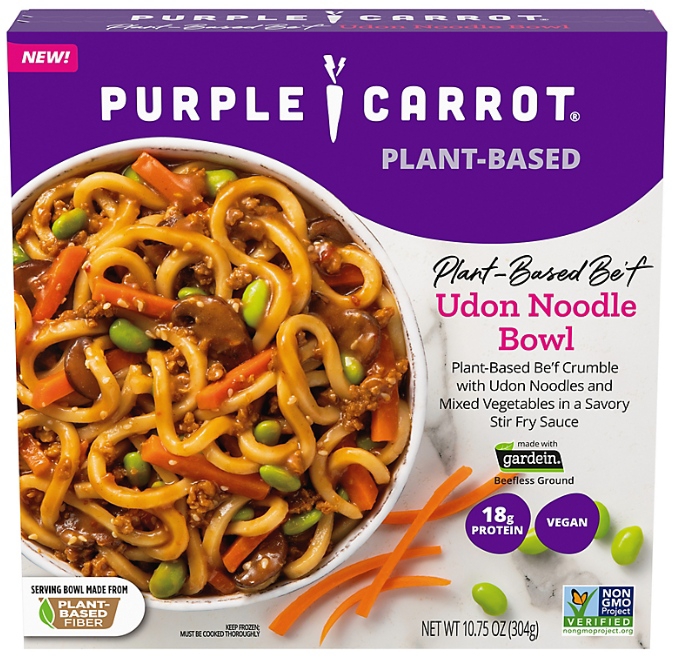 PURPLE CARROT
Plant-Based Be'f Udon Noodle Bowl
NEW!
PURPLE CARROT®
PLANT-BASED
Plant-Based Be'f
Udon Noodle
Bowl
Plant-Based Be'f Crumble
with Udon Noodles and
Mixed Vegetables in a Savory
Stir Fry Sauce
made with
gardein.
Beefless Ground
18g
PROTEIN
VEGAN
SERVING BOWL MADE FROM
PLANT-
BASED
FIBER
KEEP FROZEN;
MUST BE COOKED THOROUGHLY
NET WT 10.75 OZ (304g)
NON
GMO
Project
VERIFIED
nongmoproject.org